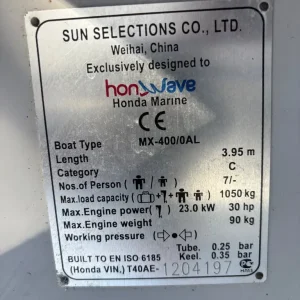 SUN SELECTIONS CO., LTD.
Weihai, China
Exclusively designed to
honwave
Honda Marine
CE
Boat Type MX-400/0AL
Length 3.95 m
Category C
Nos.of Person ( ) 7/-
Max.load capacity ( + + ) 1050 kg
Max.Engine power( ) 23.0 kW 30 hp
Max.Engine weight 90 kg
Working pressure ( )
Tube. 0.25 bar
BUILT TO EN ISO 6185 Keel. 0.35 bar
(Honda VIN,) T40AE-1204197